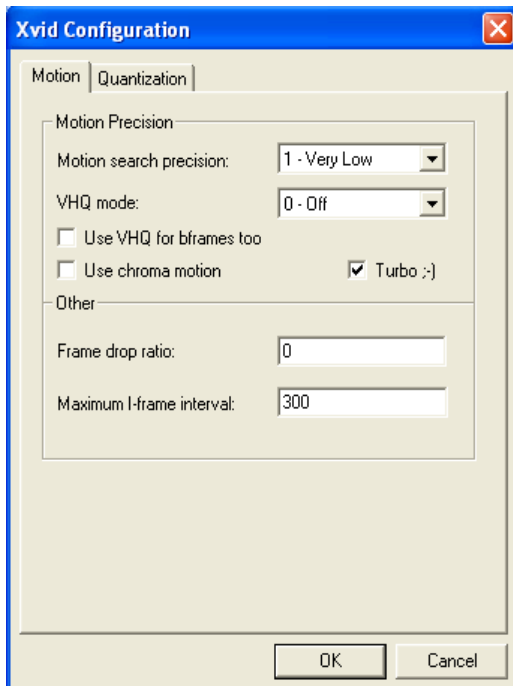 Xvid Configuration
Motion Quantization
Motion Precision
Motion search precision: 1 - Very Low
VHQ mode: 0 - Off
Use VHQ for bframes too
Use chroma motion Turbo ;-)
Other
Frame drop ratio: 0
Maximum I-frame interval: 300
OK Cancel